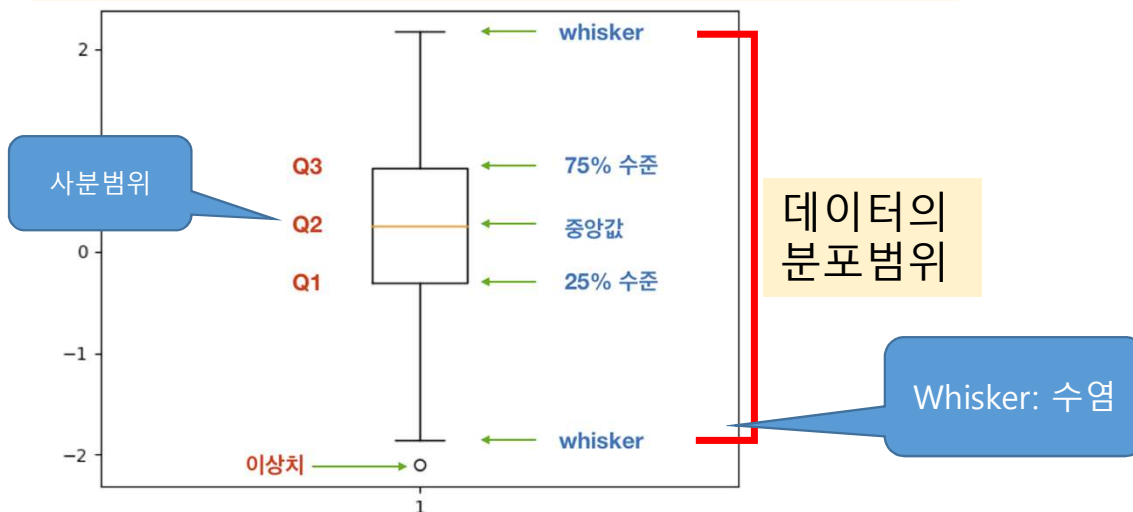 2
whisker
사분범위
Q3
75% 수준
Q2
중앙값
0
Q1
25% 수준
데이터의
분포범위
−1
Whisker: 수염
whisker
−2
이상치
1